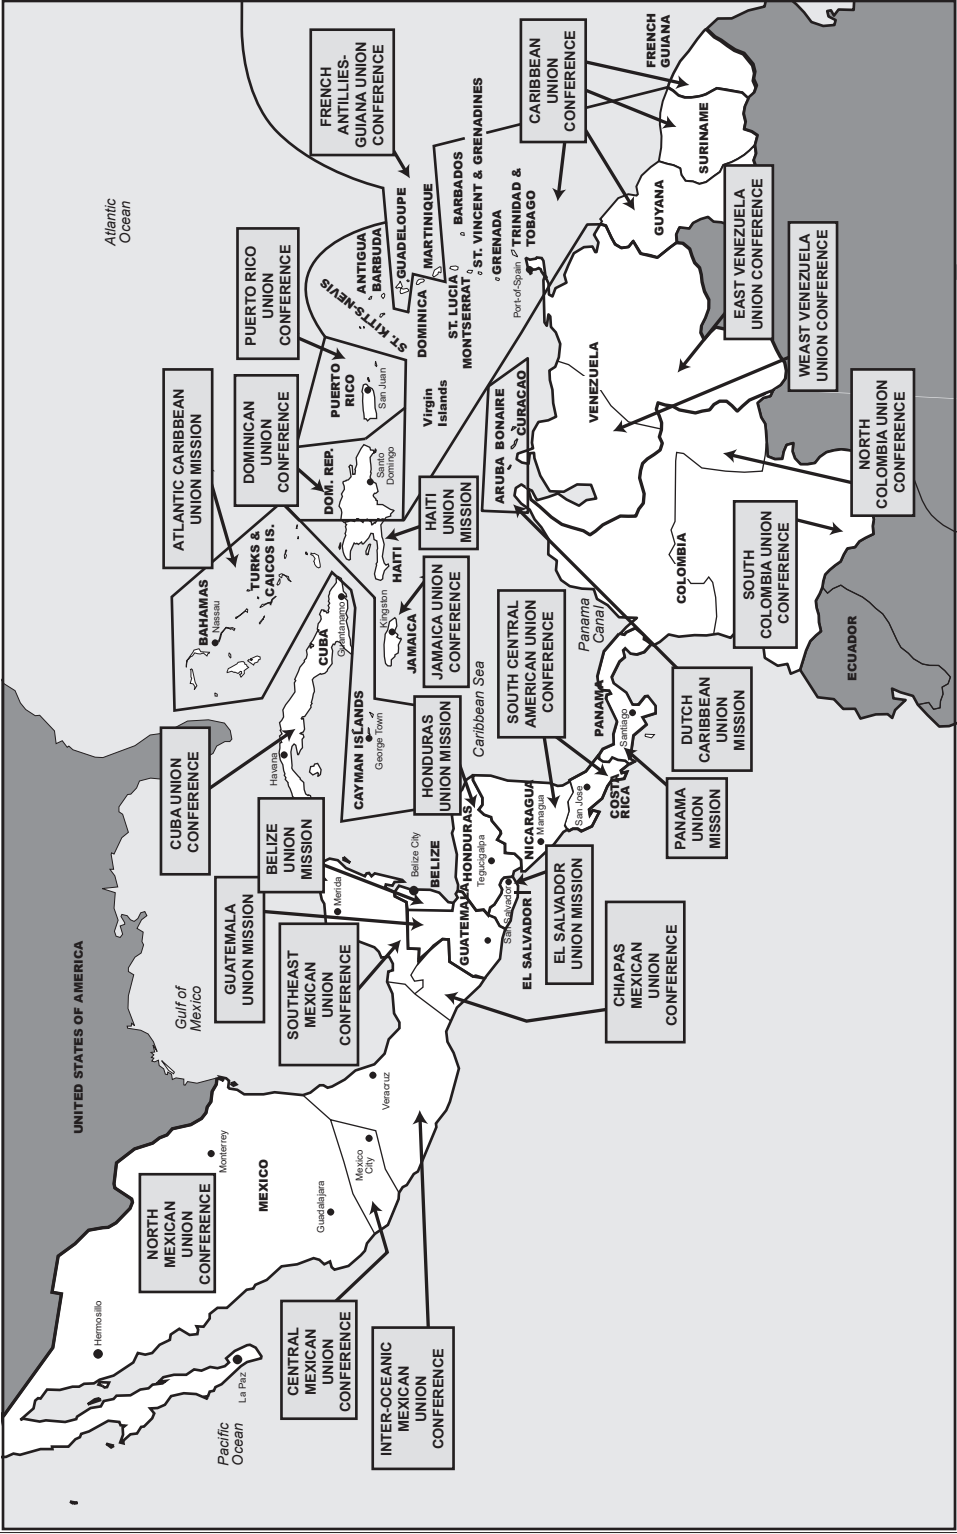 UNITED STATES OF AMERICA
Gulf of
Mexico
Atlantic
Ocean
Pacific
Ocean
Caribbean Sea
Panama
Canal
NORTH
MEXICAN
UNION
CONFERENCE
CENTRAL
MEXICAN
UNION
CONFERENCE
INTER-OCEANIC
MEXICAN
UNION
CONFERENCE
Hermosillo
La Paz
Monterrey
MEXICO
Guadalajara
Mexico
City
Veracruz
Merida
GUATEMALA
UNION MISSION
SOUTHEAST
MEXICAN
UNION
CONFERENCE
BELIZE
UNION
MISSION
CHIAPAS
MEXICAN
UNION
CONFERENCE
EL SALVADOR
UNION MISSION
Belize City
BELIZE
GUATEMALA
HONDURAS
Tegucigalpa
San Salvador
EL SALVADOR
NICARAGUA
Managua
San Jose
COSTA
RICA
PANAMA
Santiago
CUBA UNION
CONFERENCE
Havana
CUBA
Guantanamo
CAYMAN ISLANDS
George Town
HONDURAS
UNION MISSION
SOUTH CENTRAL
AMERICAN UNION
CONFERENCE
PANAMA
UNION
MISSION
DUTCH
CARIBBEAN
UNION
MISSION
ATLANTIC CARIBBEAN
UNION MISSION
BAHAMAS
Nassau
TURKS &
CAICOS IS.
Kingston
JAMAICA
JAMAICA UNION
CONFERENCE
HAITI
HAITI
UNION
MISSION
DOMINICAN
UNION
CONFERENCE
DOM. REP.
Santo
Domingo
PUERTO RICO
UNION
CONFERENCE
PUERTO
RICO
San Juan
Virgin
Islands
ST. KITTS-NEVIS
ANTIGUA
BARBUDA
GUADELOUPE
DOMINICA
MARTINIQUE
ST. LUCIA
MONTSERRAT
BARBADOS
ST. VINCENT & GRENADINES
GRENADA
TRINIDAD &
TOBAGO
Port-of-Spain
FRENCH
ANTILLIES-
GUIANA UNION
CONFERENCE
CARIBBEAN
UNION
CONFERENCE
FRENCH
GUIANA
SURINAME
GUYANA
ARUBA BONAIRE
CURACAO
VENEZUELA
COLOMBIA
ECUADOR
EAST VENEZUELA
UNION CONFERENCE
WEAST VENEZUELA
UNION CONFERENCE
NORTH
COLOMBIA UNION
CONFERENCE
SOUTH
COLOMBIA UNION
CONFERENCE